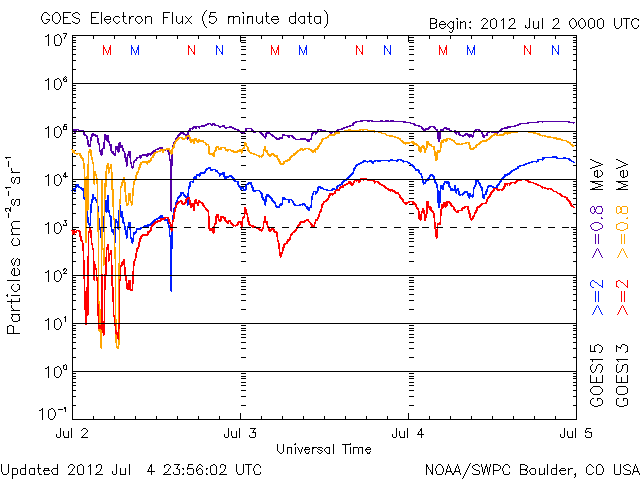 GOES Electron Flux (5 minute data)
Begin: 2012 Jul 2 0000 UTC
M M N N M M N N M M N N
10⁷
10⁶
10⁵
10⁴
10³
10²
10¹
10⁰
10⁻¹
Particles cm⁻²s⁻¹sr⁻¹
GOES15 >=2 >=0.8 MeV
GOES13 >=2 >=0.8 MeV
Jul 2 Jul 3 Jul 4 Jul 5
Universal Time
Updated 2012 Jul 4 23:56:02 UTC
NOAA/SWPC Boulder, CO USA